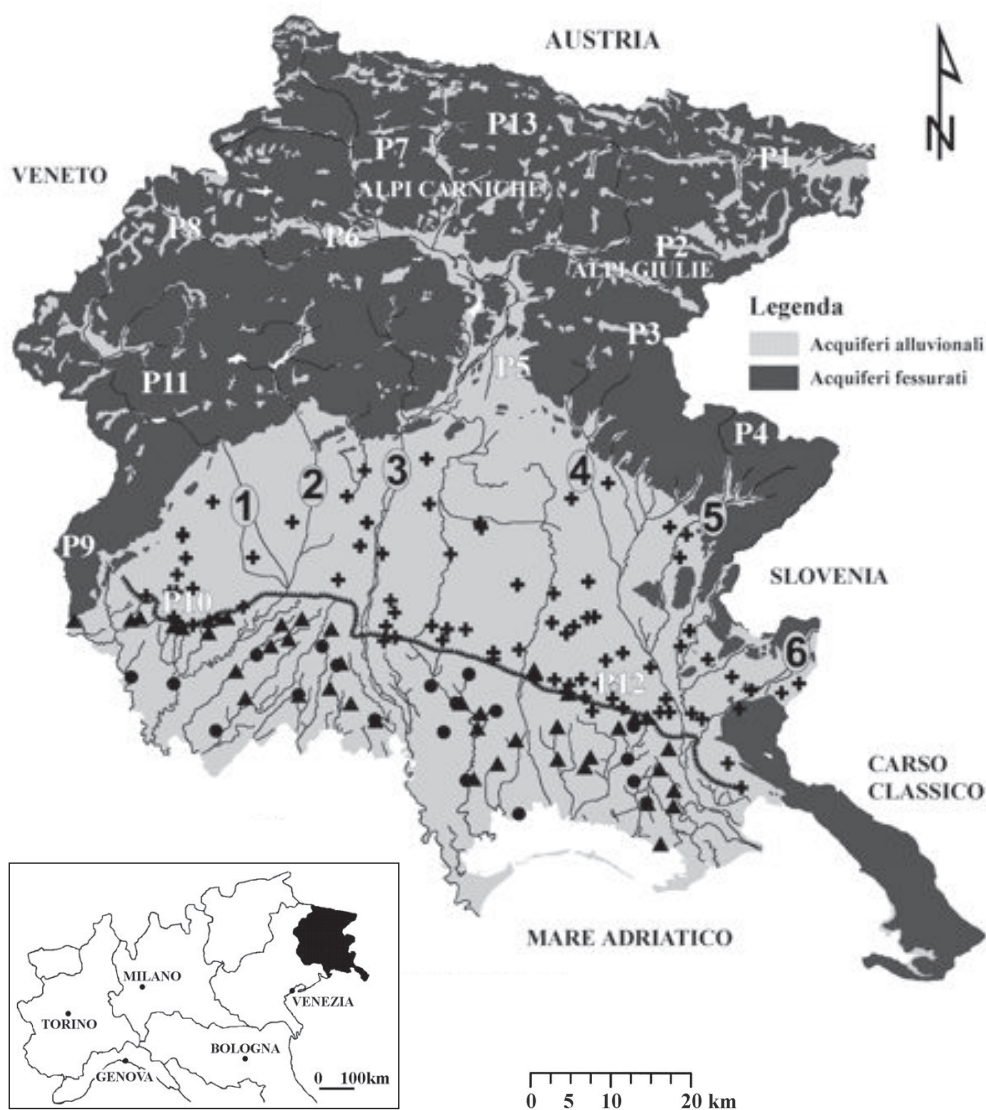 AUSTRIA
N
P13
P7
P1
VENETO
ALPI CARNICHE
P8
P6
P2
ALPI GIULIE
Legenda
P3
Acquiferi alluvionali
P5
P11
Acquiferi fessurati
P4
1
2
3
4
5
P9
SLOVENIA
P10
6
P12
CARSO
CLASSICO
MARE ADRIATICO
MILANO
VENEZIA
TORINO
BOLOGNA
GENOVA
0 100km
0 5 10 20 km